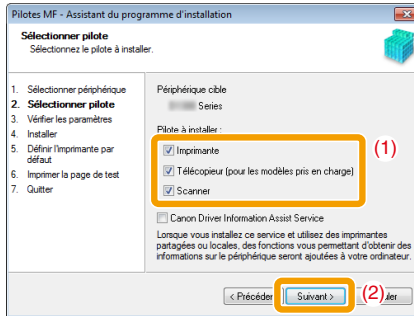 Pilotes MF - Assistant du programme d'installation
Sélectionner pilote
Sélectionnez le pilote à installer.
1. Sélectionner périphérique
2. Sélectionner pilote
3. Vérifier les paramètres
4. Installer
5. Définir l'imprimante par défaut
6. Imprimer la page de test
7. Quitter
Périphérique cible
Series
Pilote à installer :
Imprimante
(1)
Télécopieur (pour les modèles pris en charge)
Scanner
Canon Driver Information Assist Service
Lorsque vous installez ce service et utilisez des imprimantes
partagées ou locales, des fonctions vous permettant d'obtenir des
informations sur le périphérique seront ajoutées à votre ordinateur.
< Précéden
Suivant >
(2)
uler